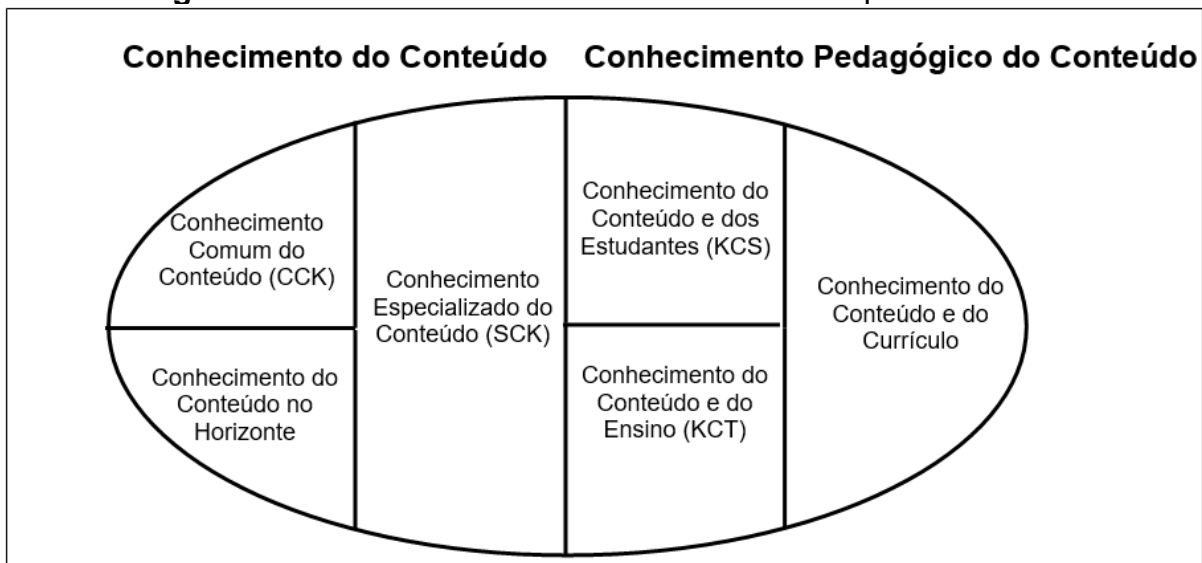 Conhecimento do Conteúdo
Conhecimento Pedagógico do Conteúdo
Conhecimento
Comum do
Conteúdo (CCK)
Conhecimento do
Conteúdo no
Horizonte
Conhecimento
Especializado do
Conteúdo (SCK)
Conhecimento do
Conteúdo e dos
Estudantes (KCS)
Conhecimento do
Conteúdo e do
Ensino (KCT)
Conhecimento do
Conteúdo e do
Currículo